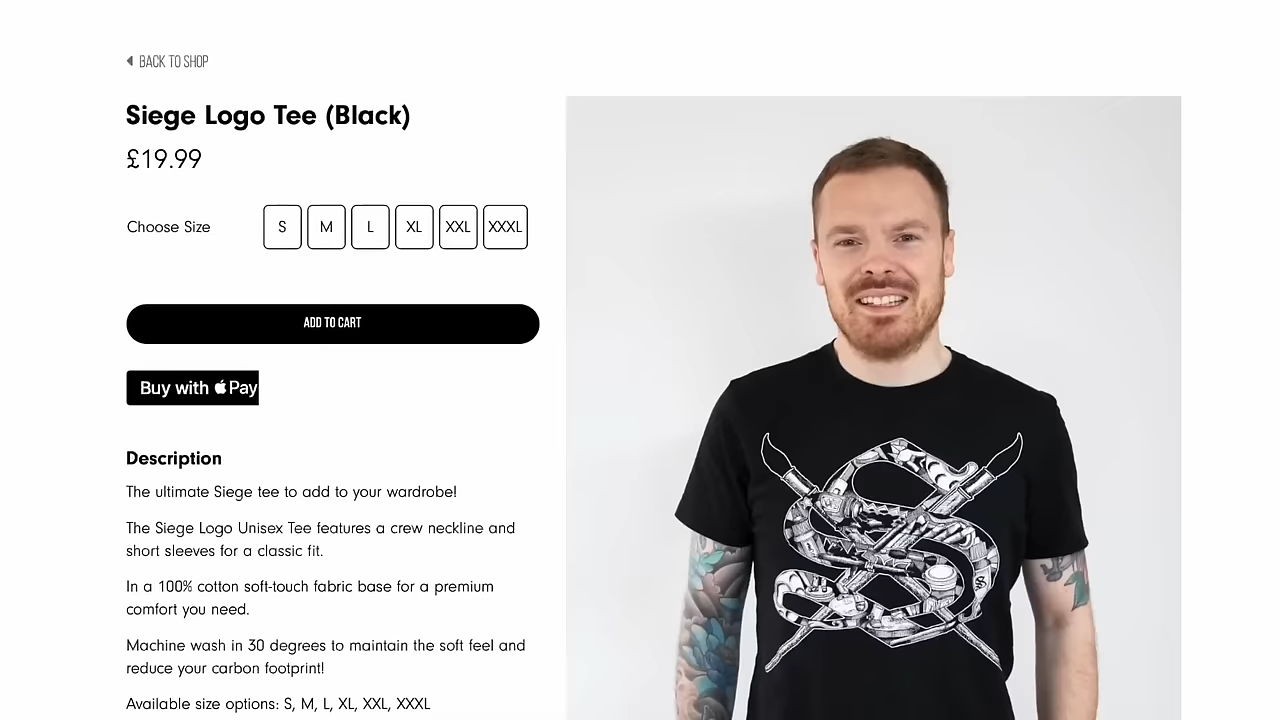 BACK TO SHOP
Siege Logo Tee (Black)
£19.99
Choose Size S M L XL XXL XXXL
ADD TO CART
Buy with Pay
Description
The ultimate Siege tee to add to your wardrobe!
The Siege Logo Unisex Tee features a crew neckline and
short sleeves for a classic fit.
In a 100% cotton soft-touch fabric base for a premium
comfort you need.
Machine wash in 30 degrees to maintain the soft feel and
reduce your carbon footprint!
Available size options: S, M, L, XL, XXL, XXXL